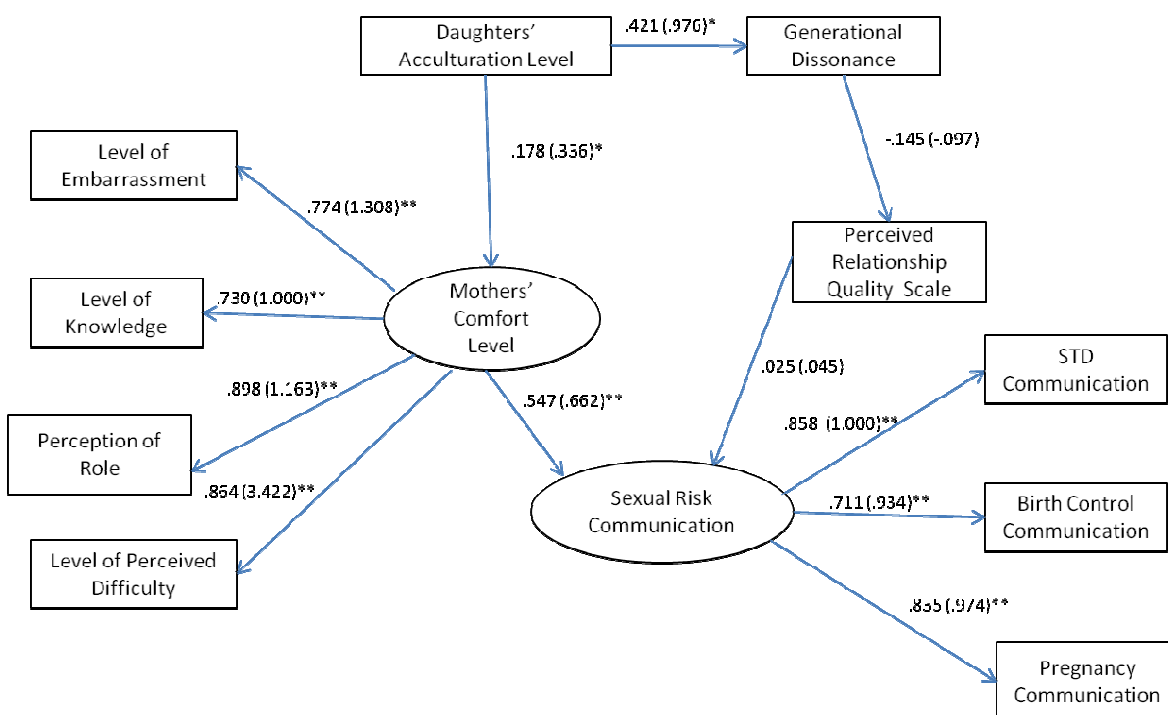 Daughters'
Acculturation Level
.421 (.976)*
Generational
Dissonance
.178 (.336)*
-.145 (-.097)
Level of
Embarrassment
.774 (1.308)**
Perceived
Relationship
Quality Scale
Level of
Knowledge
.730 (1.000)**
Mothers'
Comfort
Level
STD
Communication
.025 (.045)
.898 (1.163)**
.547 (.662)**
.858 (1.000)**
Perception of
Role
.864 (3.422)**
Sexual Risk
Communication
.711 (.934)**
Birth Control
Communication
Level of Perceived
Difficulty
.835 (.974)**
Pregnancy
Communication